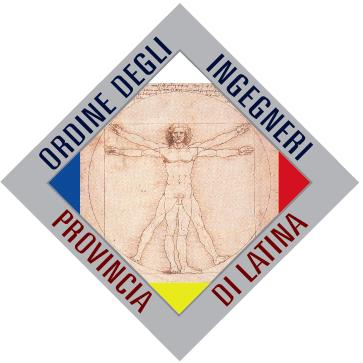 ORDINE DEGLI
INGEGNERI
PROVINCIA
DI LATINA